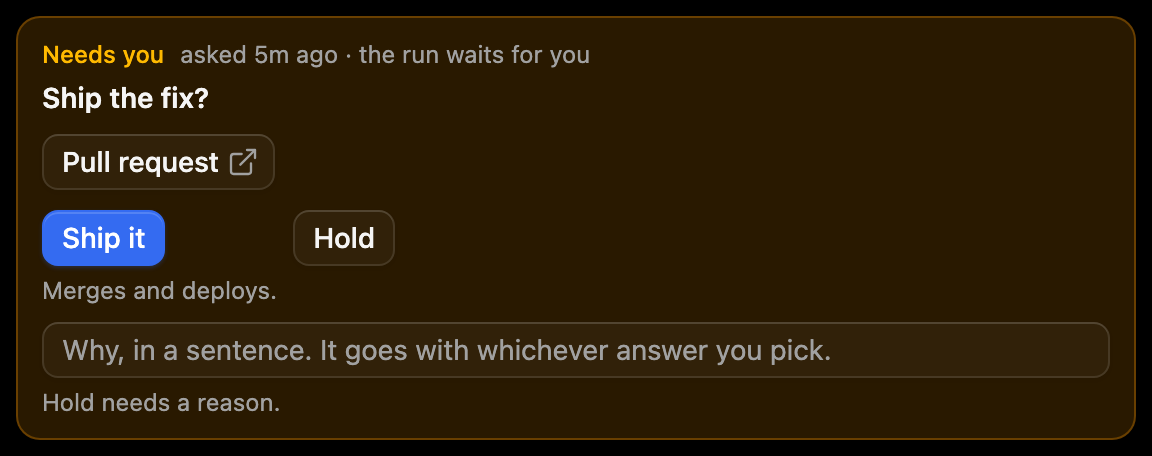 Needs you asked 5m ago · the run waits for you
Ship the fix?
Pull request
Ship it Hold
Merges and deploys.
Why, in a sentence. It goes with whichever answer you pick.
Hold needs a reason.